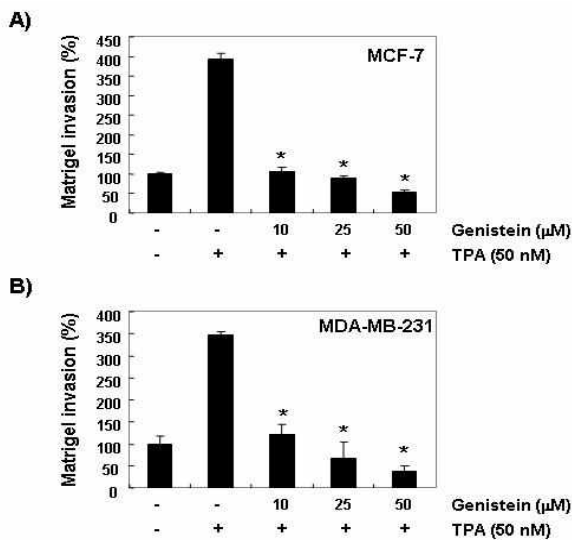 A)
MCF-7
Matrigel invasion (%)
450
400
350
300
250
200
150
100
50
0
* * *
- - 10 25 50 Genistein (μM)
- + + + + TPA (50 nM)
B)
MDA-MB-231
Matrigel invasion (%)
400
350
300
250
200
150
100
50
0
* * *
- - 10 25 50 Genistein (μM)
- + + + + TPA (50 nM)